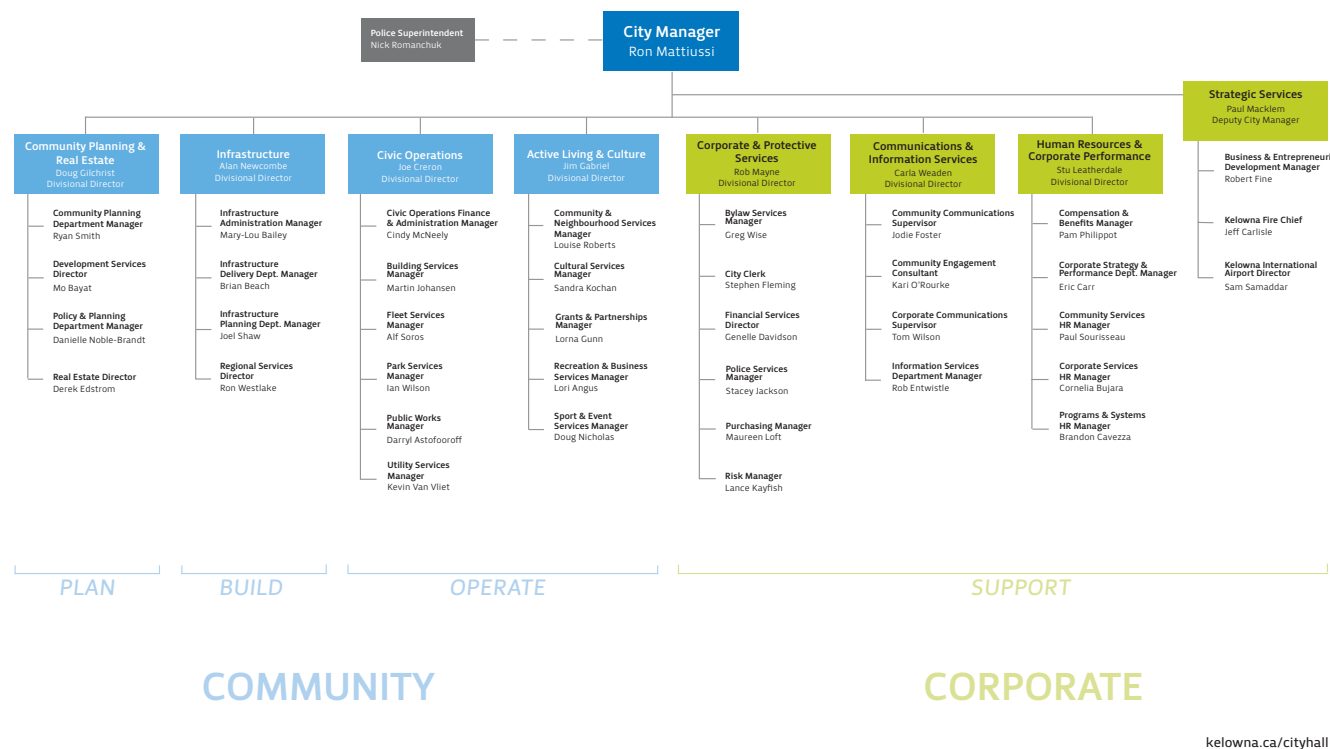 City Manager
Ron Mattiussi
Police Superintendent
Nick Romanchuk
Strategic Services
Paul Macklem
Deputy City Manager
Business & Entrepreneuri
Development Manager
Robert Fine
Kelowna Fire Chief
Jeff Carlisle
Kelowna International
Airport Director
Sam Samaddar
Community Planning &
Real Estate
Doug Gilchrist
Divisional Director
Community Planning
Department Manager
Ryan Smith
Development Services
Director
Mo Bayat
Policy & Planning
Department Manager
Danielle Noble-Brandt
Real Estate Director
Derek Edstrom
Infrastructure
Alan Newcombe
Divisional Director
Infrastructure
Administration Manager
Mary-Lou Bailey
Infrastructure
Delivery Dept. Manager
Brian Beach
Infrastructure
Planning Dept. Manager
Joel Shaw
Regional Services
Director
Ron Westlake
Civic Operations
Joe Creron
Divisional Director
Civic Operations Finance
& Administration Manager
Cindy McNeely
Building Services
Manager
Martin Johansen
Fleet Services
Manager
Alf Soros
Park Services
Manager
Ian Wilson
Public Works
Manager
Darryl Astofooroff
Utility Services
Manager
Kevin Van Vliet
Active Living & Culture
Jim Gabriel
Divisional Director
Community &
Neighbourhood Services
Manager
Louise Roberts
Cultural Services
Manager
Sandra Kochan
Grants & Partnerships
Manager
Lorna Gunn
Recreation & Business
Services Manager
Lori Angus
Sport & Event
Services Manager
Doug Nicholas
Corporate & Protective
Services
Rob Mayne
Divisional Director
Bylaw Services
Manager
Greg Wise
City Clerk
Stephen Fleming
Financial Services
Director
Genelle Davidson
Police Services
Manager
Stacey Jackson
Purchasing Manager
Maureen Loft
Risk Manager
Lance Kayfish
Communications &
Information Services
Carla Weaden
Divisional Director
Community Communications
Supervisor
Jodie Foster
Community Engagement
Consultant
Kari O'Rourke
Corporate Communications
Supervisor
Tom Wilson
Information Services
Department Manager
Rob Entwistle
Human Resources &
Corporate Performance
Stu Leatherdale
Divisional Director
Compensation &
Benefits Manager
Pam Philippot
Corporate Strategy &
Performance Dept. Manager
Eric Carr
Community Services
HR Manager
Paul Sourisseau
Corporate Services
HR Manager
Cornelia Bujara
Programs & Systems
HR Manager
Brandon Cavezza
PLAN
BUILD
OPERATE
SUPPORT
COMMUNITY
CORPORATE
kelowna.ca/cityhall